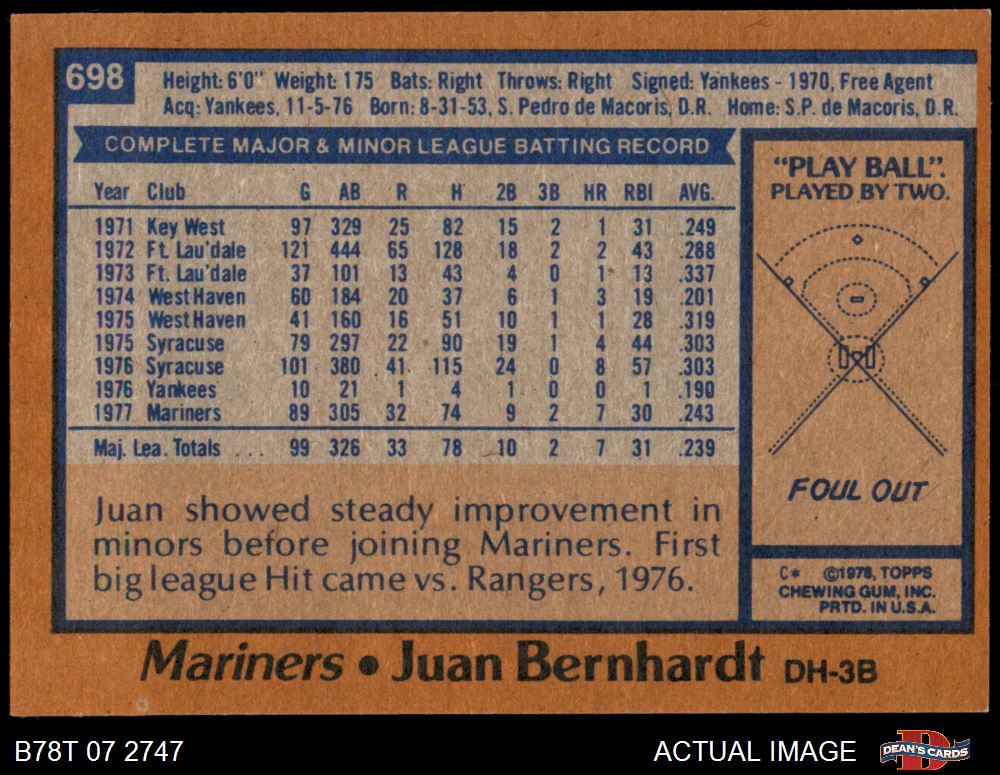 698
Height: 6'0" Weight: 175 Bats: Right Throws: Right Signed: Yankees - 1970, Free Agent
Acq: Yankees, 11-5-76 Born: 8-31-53, S. Pedro de Macoris, D.R. Home: S.P. de Macoris, D.R.
COMPLETE MAJOR & MINOR LEAGUE BATTING RECORD
Year Club G AB R H 2B 3B HR RBI AVG.
1971 Key West 97 329 25 82 15 2 1 31 .249
1972 Ft. Lau'dale 121 444 65 128 18 2 2 43 .288
1973 Ft. Lau'dale 37 101 13 43 4 0 1 13 .337
1974 West Haven 60 184 20 37 6 1 3 19 .201
1975 West Haven 41 160 16 51 10 1 1 28 .319
1975 Syracuse 79 297 22 90 19 1 4 44 .303
1976 Syracuse 101 380 41 115 24 0 8 57 .303
1976 Yankees 10 21 1 4 1 0 0 1 .190
1977 Mariners 89 305 32 74 9 2 7 30 .243
Maj. Lea. Totals ... 99 326 33 78 10 2 7 31 .239
Juan showed steady improvement in
minors before joining Mariners. First
big league Hit came vs. Rangers, 1976.
"PLAY BALL".
PLAYED BY TWO.
FOUL OUT
C* ©1978, TOPPS
CHEWING GUM, INC.
PRTD. IN U.S.A.
Mariners • Juan Bernhardt DH-3B
B78T 07 2747
ACTUAL IMAGE
D
DEAN'S CARDS